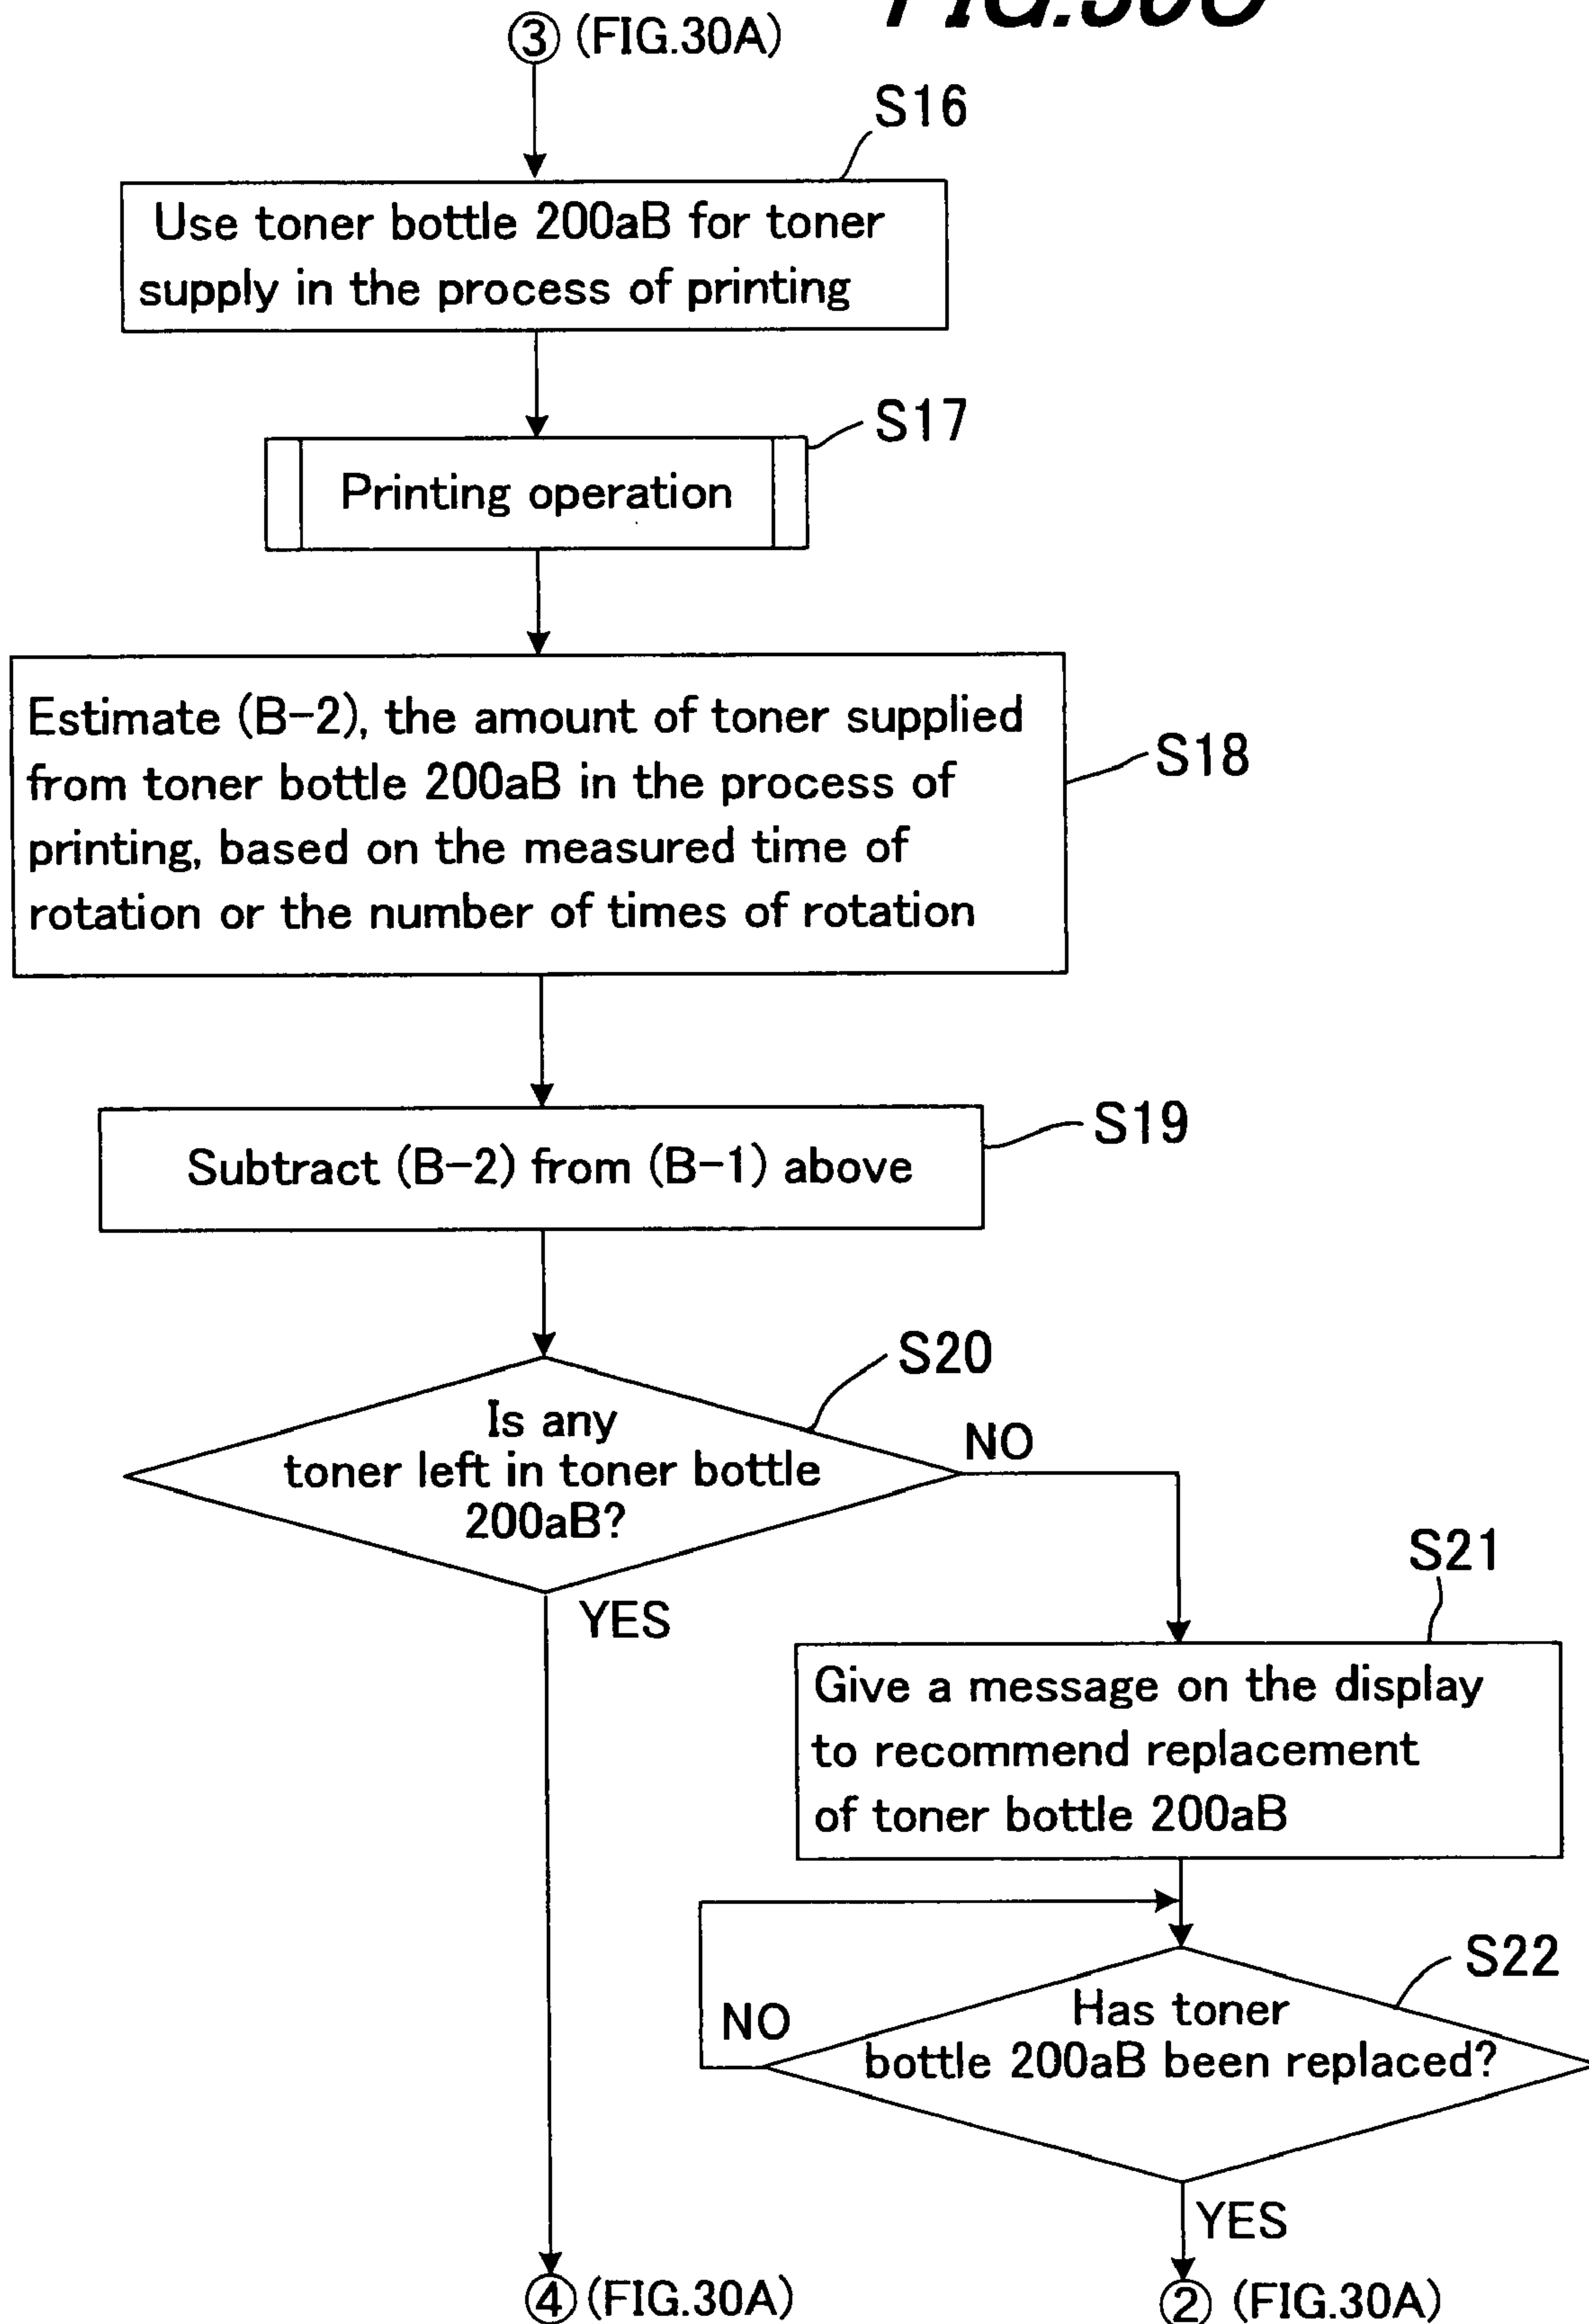 ③ (FIG.30A)
S16
Use toner bottle 200aB for toner
supply in the process of printing
S17
Printing operation
Estimate (B-2), the amount of toner supplied
from toner bottle 200aB in the process of
printing, based on the measured time of
rotation or the number of times of rotation
S18
Subtract (B-2) from (B-1) above
S19
S20
Is any
toner left in toner bottle
200aB?
NO
YES
S21
Give a message on the display
to recommend replacement
of toner bottle 200aB
S22
Has toner
bottle 200aB been replaced?
NO
YES
④ (FIG.30A)
② (FIG.30A)